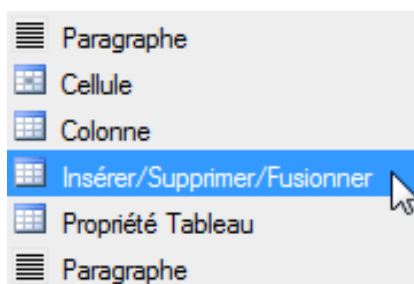 Paragraphe
Cellule
Colonne
Insérer/Supprimer/Fusionner
Propriété Tableau
Paragraphe